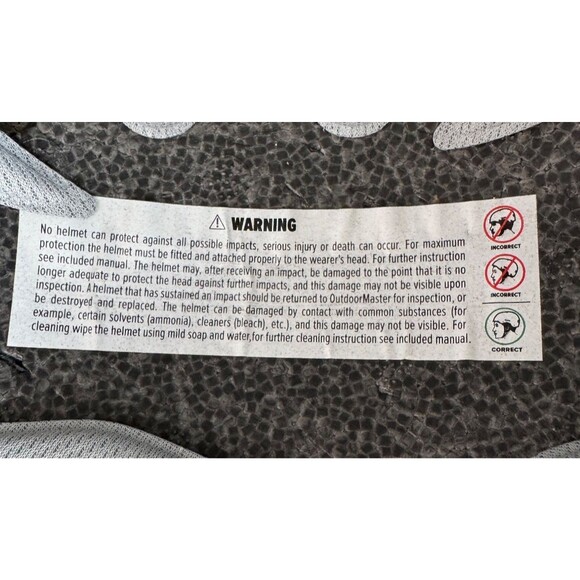 WARNING
No helmet can protect against all possible impacts, serious injury or death can occur. For maximum
protection the helmet must be fitted and attached properly to the wearer's head. For further instruction
see included manual. The helmet may, after receiving an impact, be damaged to the point that it is no
longer adequate to protect the head against further impacts, and this damage may not be visible upon
inspection. A helmet that has sustained an impact should be returned to OutdoorMaster for inspection, or
be destroyed and replaced. The helmet can be damaged by contact with common substances (for
example, certain solvents (ammonia), cleaners (bleach), etc.), and this damage may not be visible. For
cleaning wipe the helmet using mild soap and water,for further cleaning instruction see included manual.
INCORRECT
INCORRECT
CORRECT